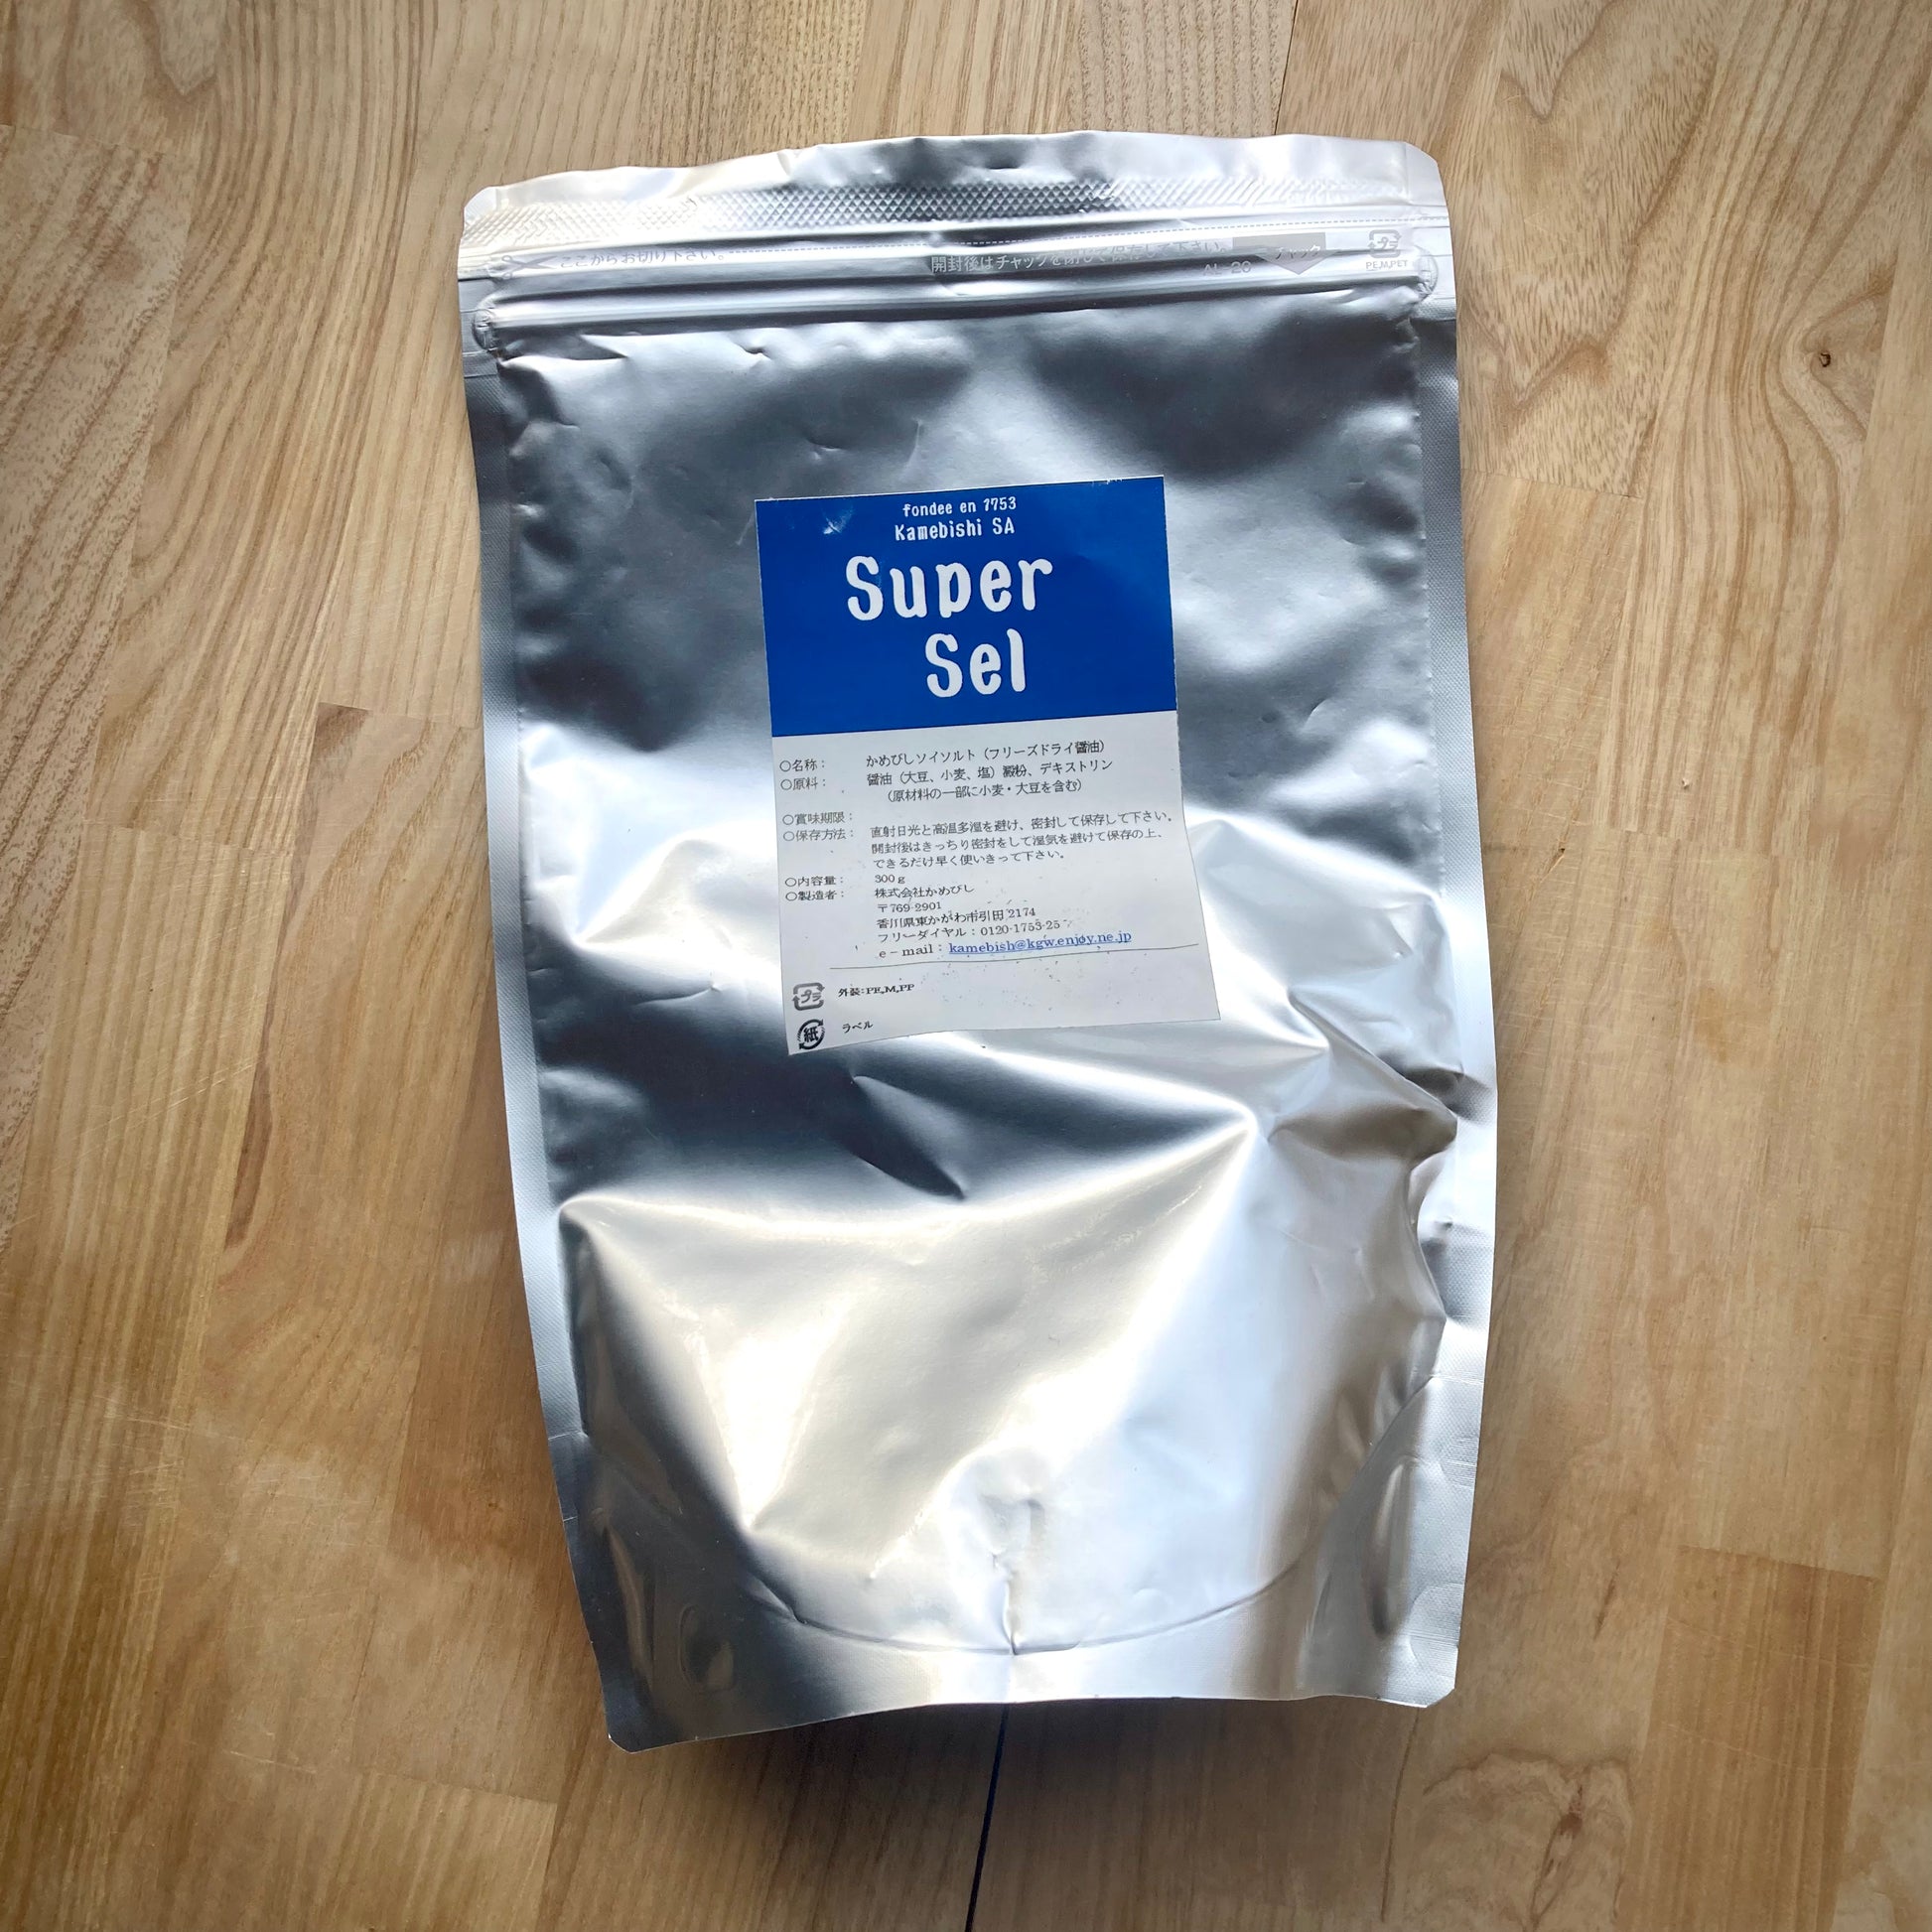 ここからお切り下さい。
開封後はチャックを閉じて保存して下さい。
チャック
AL-20
プラ
PE,M,PET
fondee en 1753
Kamebishi SA
Super
Sel
○名称： かめびしソイソルト（フリーズドライ醤油）
○原料： 醤油（大豆、小麦、塩）澱粉、デキストリン
（原材料の一部に小麦・大豆を含む）
○賞味期限：
○保存方法： 直射日光と高温多湿を避け、密封して保存して下さい。
開封後はきっちり密封をして湿気を避けて保存の上、
できるだけ早く使いきって下さい。
○内容量： 300g
○製造者： 株式会社かめびし
〒769-2901
香川県東かがわ市引田 2174
フリーダイヤル：0120-1753-25
e－mail： kamebish@kgw.enjoy.ne.jp
プラ 外装:PE,M,PP
紙 ラベル